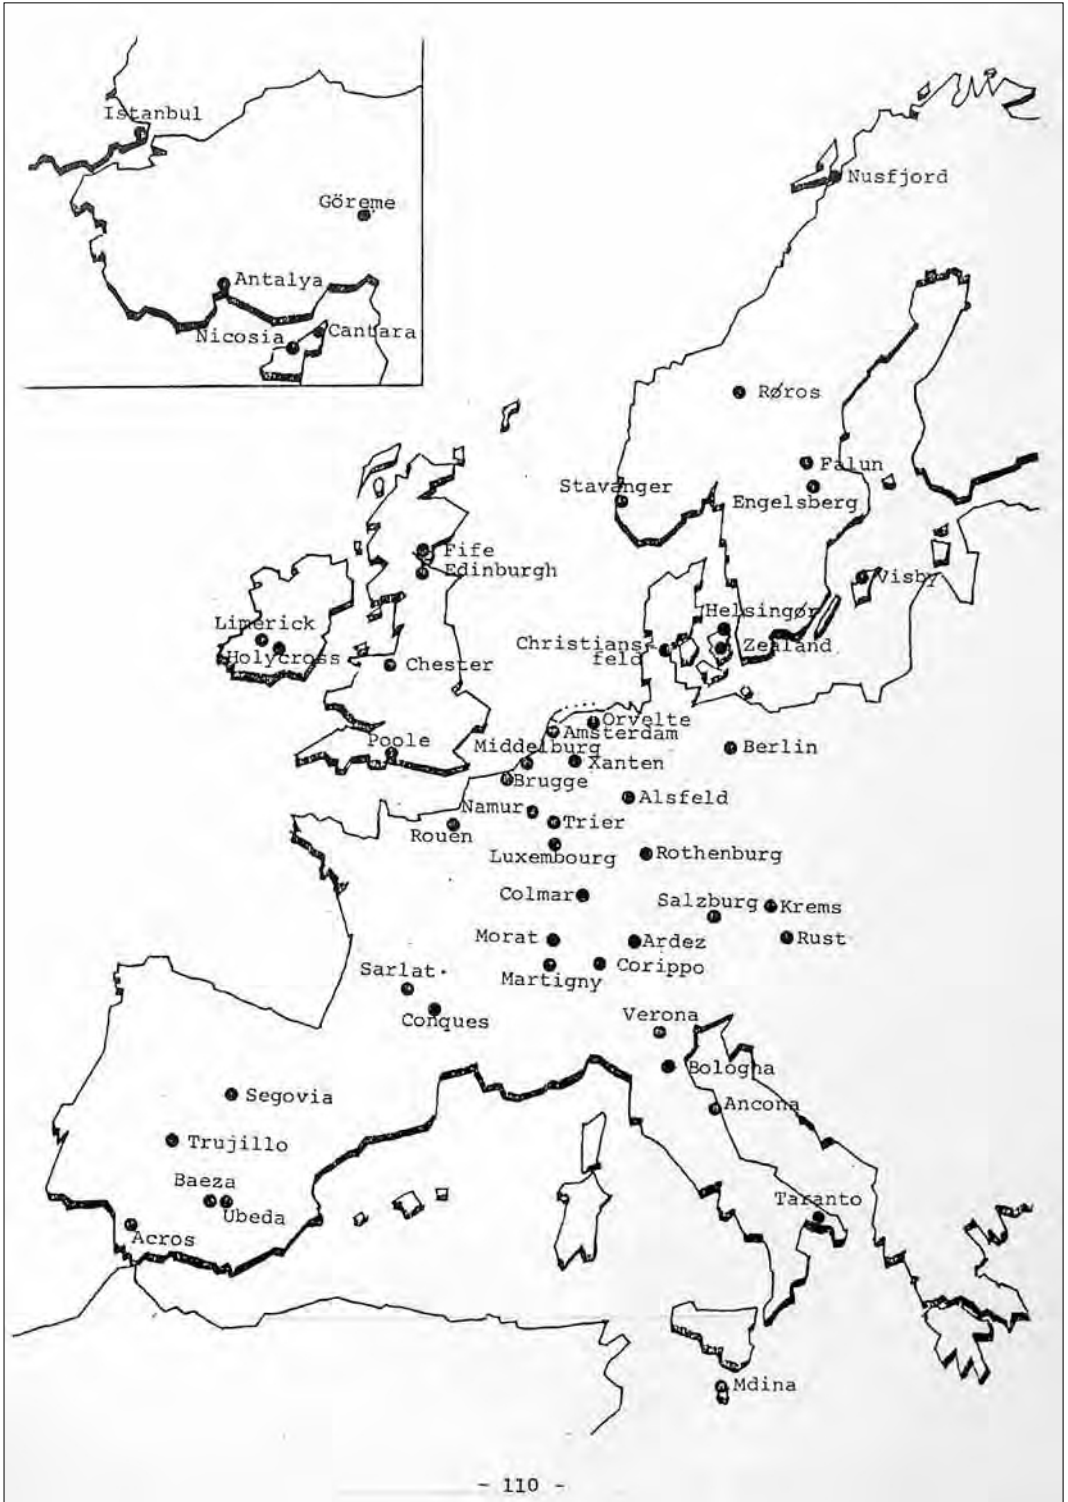 Istanbul
Nusfjord
Göreme
Antalya
Nicosia
Cantara
Røros
Falun
Stavanger
Engelsberg
Fife
Edinburgh
Visby
Helsingør
Limerick
Christians-
feld
Zealand
Holycross
Chester
Orvelte
Amsterdam
Poole
Middelburg
Berlin
Xanten
Brugge
Alsfeld
Namur
Trier
Rouen
Luxembourg
Rothenburg
Colmar
Salzburg
Krems
Morat
Ardez
Rust
Sarlat
Corippo
Martigny
Conques
Verona
Bologna
Segovia
Ancona
Trujillo
Baeza
Taranto
Ubeda
Acros
Mdina
- 110 -